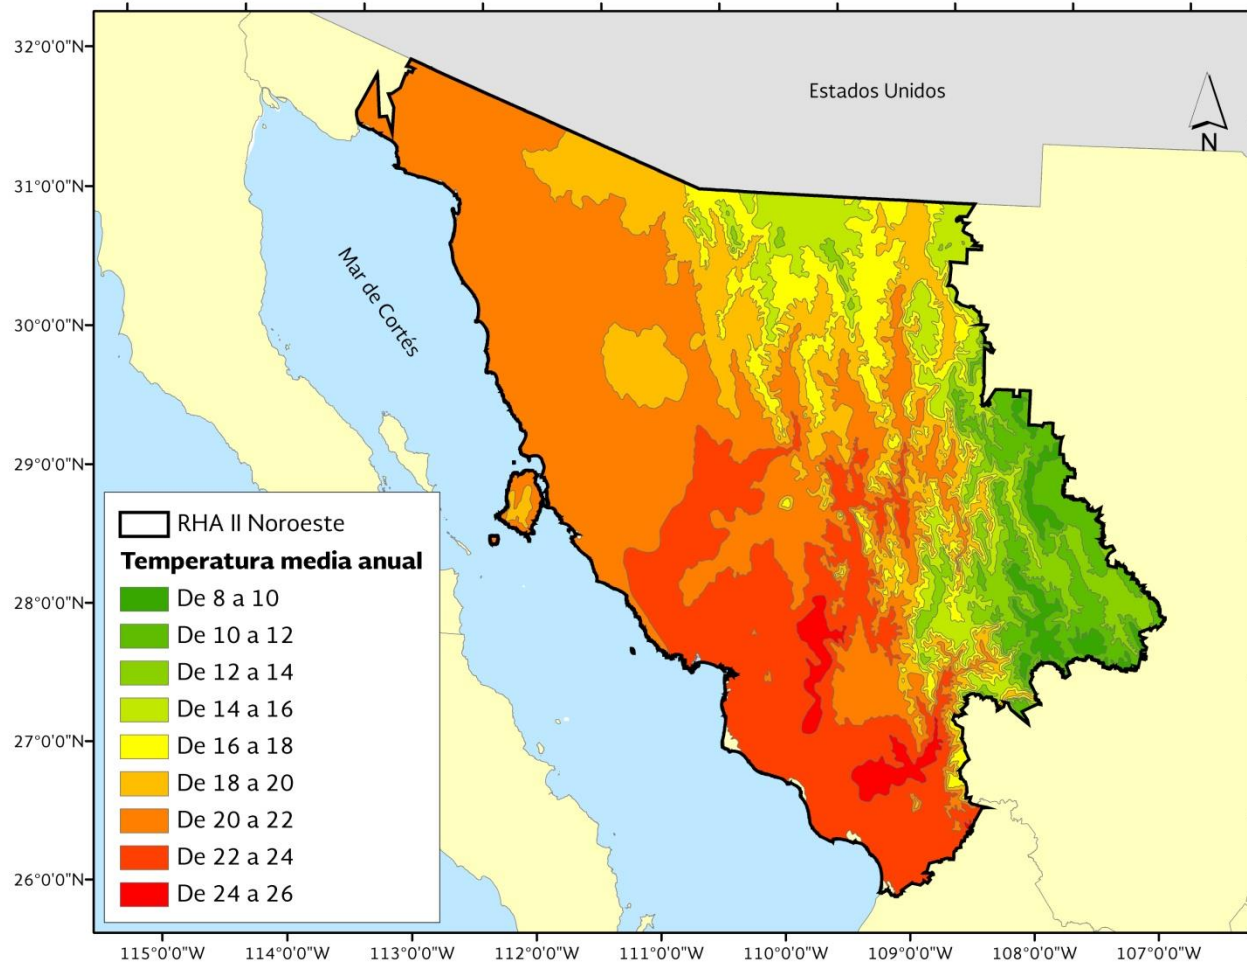 Estados Unidos
N
Mar de Cortés
32°0'0"N
31°0'0"N
30°0'0"N
29°0'0"N
28°0'0"N
27°0'0"N
26°0'0"N
RHA II Noroeste
Temperatura media anual
De 8 a 10
De 10 a 12
De 12 a 14
De 14 a 16
De 16 a 18
De 18 a 20
De 20 a 22
De 22 a 24
De 24 a 26
115°0'0"W 114°0'0"W 113°0'0"W 112°0'0"W 111°0'0"W 110°0'0"W 109°0'0"W 108°0'0"W 107°0'0"W